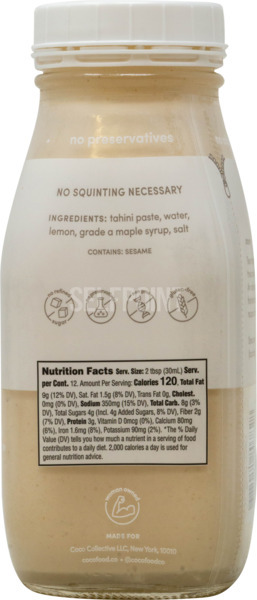 no preservatives
NO SQUINTING NECESSARY
INGREDIENTS: tahini paste, water,
lemon, grade a maple syrup, salt
CONTAINS: SESAME
sugar
Nutrition Facts Serv. Size: 2 tbsp (30mL), Serv.
per Cont. 12. Amount Per Serving: Calories 120, Total Fat
9g (12% DV), Sat. Fat 1.5g (8% DV), Trans Fat 0g, Cholest.
0mg (0% DV), Sodium 350mg (15% DV), Total Carb. 8g (3%
DV), Total Sugars 4g (Incl. 4g Added Sugars, 8% DV), Fiber 2g
(7% DV), Protein 3g, Vitamin D 0mcg (0% DV), Calcium 80mg
(6% DV), Iron 1.6mg (8% DV), Potassium 90mg (2% DV). *The % Daily
Value (DV) tells you how much a nutrient in a serving of food
contributes to a daily diet. 2,000 calories a day is used for
general nutrition advice.
MADE FOR
Collective LLC, New York,